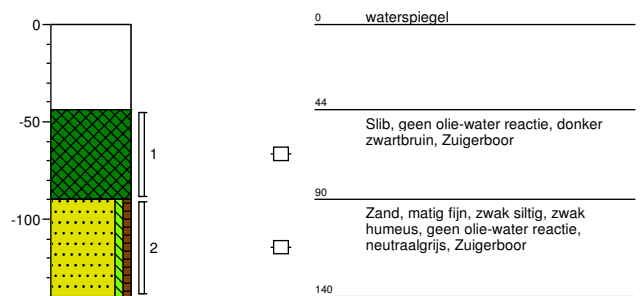 0
-50
-100
1
2
0
waterspiegel
44
Slib, geen olie-water reactie, donker
zwartbruin, Zuigerboor
90
Zand, matig fijn, zwak siltig, zwak
humeus, geen olie-water reactie,
neutraalgrijs, Zuigerboor
140